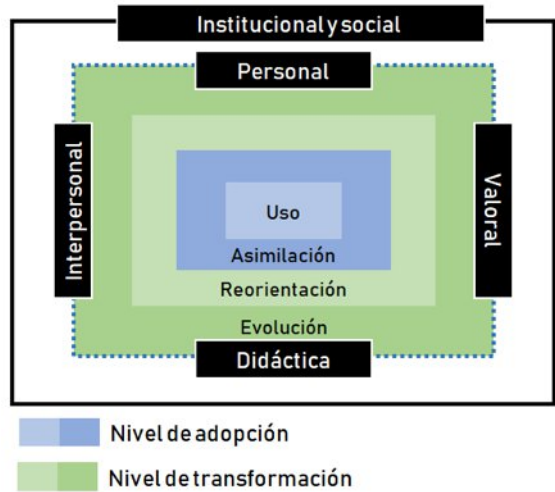 Institucional y social
Personal
Interpersonal
Valoral
Uso
Asimilación
Reorientación
Evolución
Didáctica
Nivel de adopción
Nivel de transformación